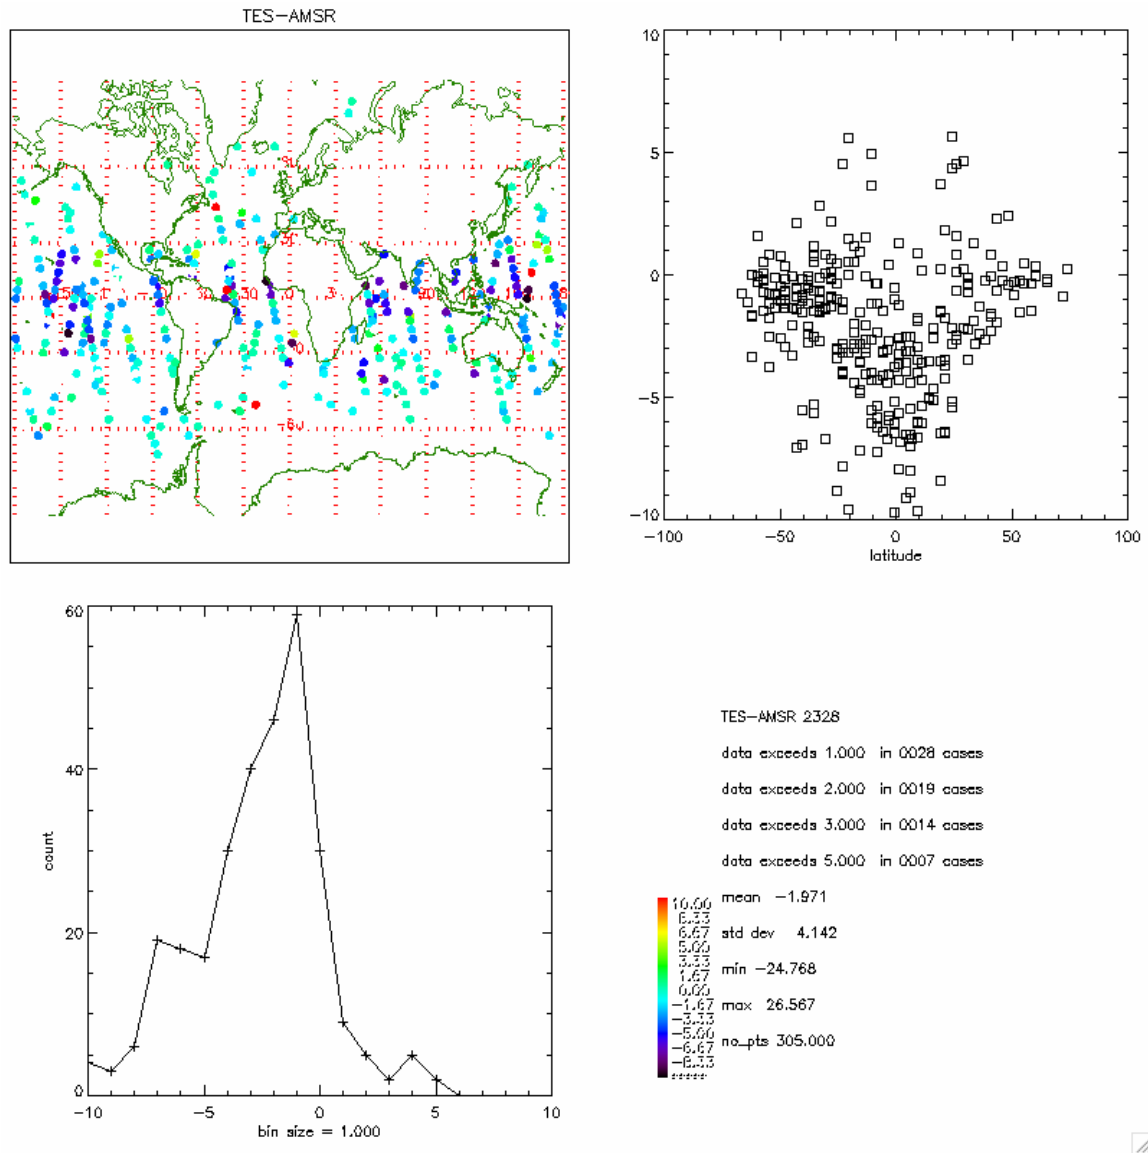 TES-AMSR
10
5
0
-5
-10
-100
-50
0
50
100
latitude
60
40
20
0
count
-10
-5
0
5
10
bin size = 1.000
TES-AMSR 2328
data exceeds 1.000 in 0028 cases
data exceeds 2.000 in 0019 cases
data exceeds 3.000 in 0014 cases
data exceeds 5.000 in 0007 cases
mean -1.971
std dev 4.142
min -24.768
max 26.567
no_pts 305.000
10.00
8.33
6.67
5.00
3.33
1.67
0.00
-1.67
-3.33
-5.00
-6.67
-8.33